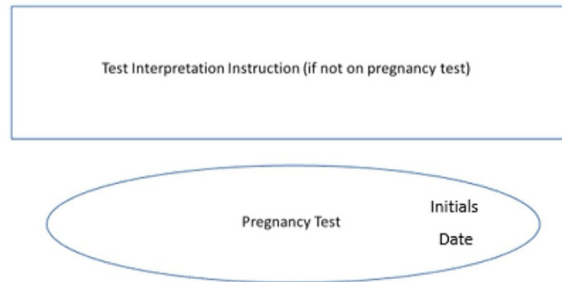 Test Interpretation Instruction (if not on pregnancy test)
Initials
Pregnancy Test
Date